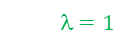 λ = 1